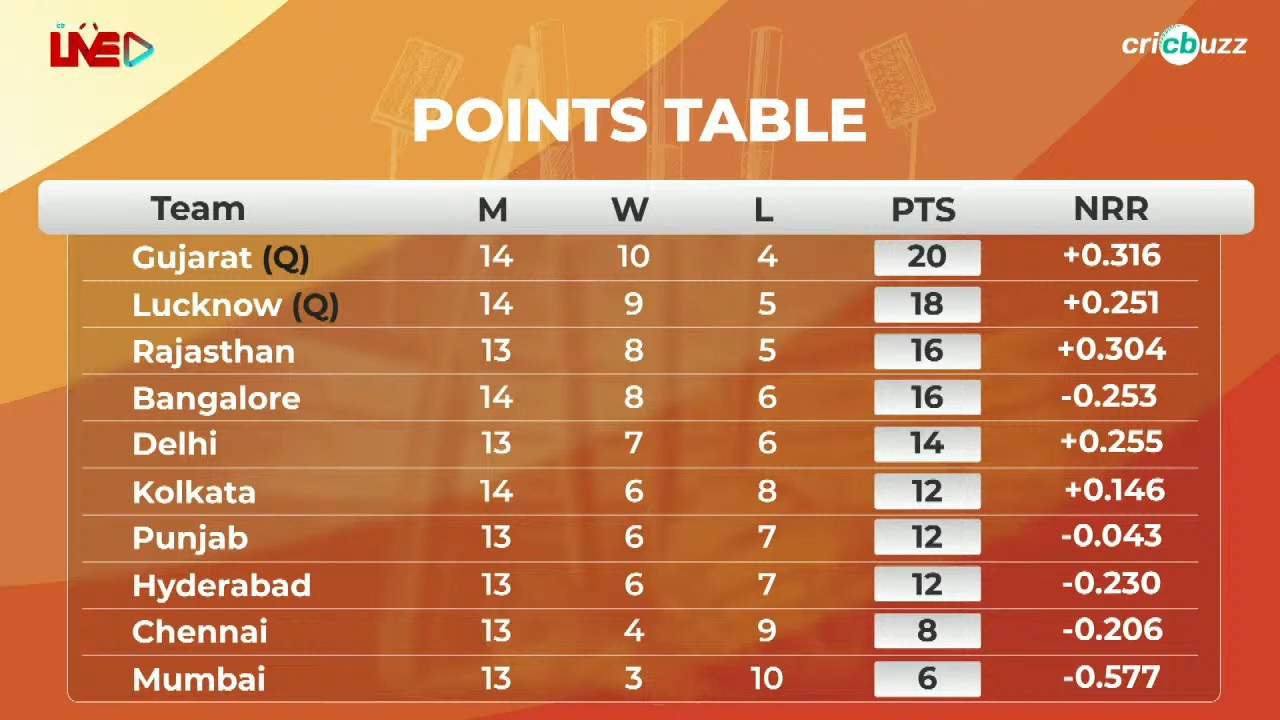 LIVE
cricbuzz
POINTS TABLE
Team M W L PTS NRR
Gujarat (Q) 14 10 4 20 +0.316
Lucknow (Q) 14 9 5 18 +0.251
Rajasthan 13 8 5 16 +0.304
Bangalore 14 8 6 16 -0.253
Delhi 13 7 6 14 +0.255
Kolkata 14 6 8 12 +0.146
Punjab 13 6 7 12 -0.043
Hyderabad 13 6 7 12 -0.230
Chennai 13 4 9 8 -0.206
Mumbai 13 3 10 6 -0.577